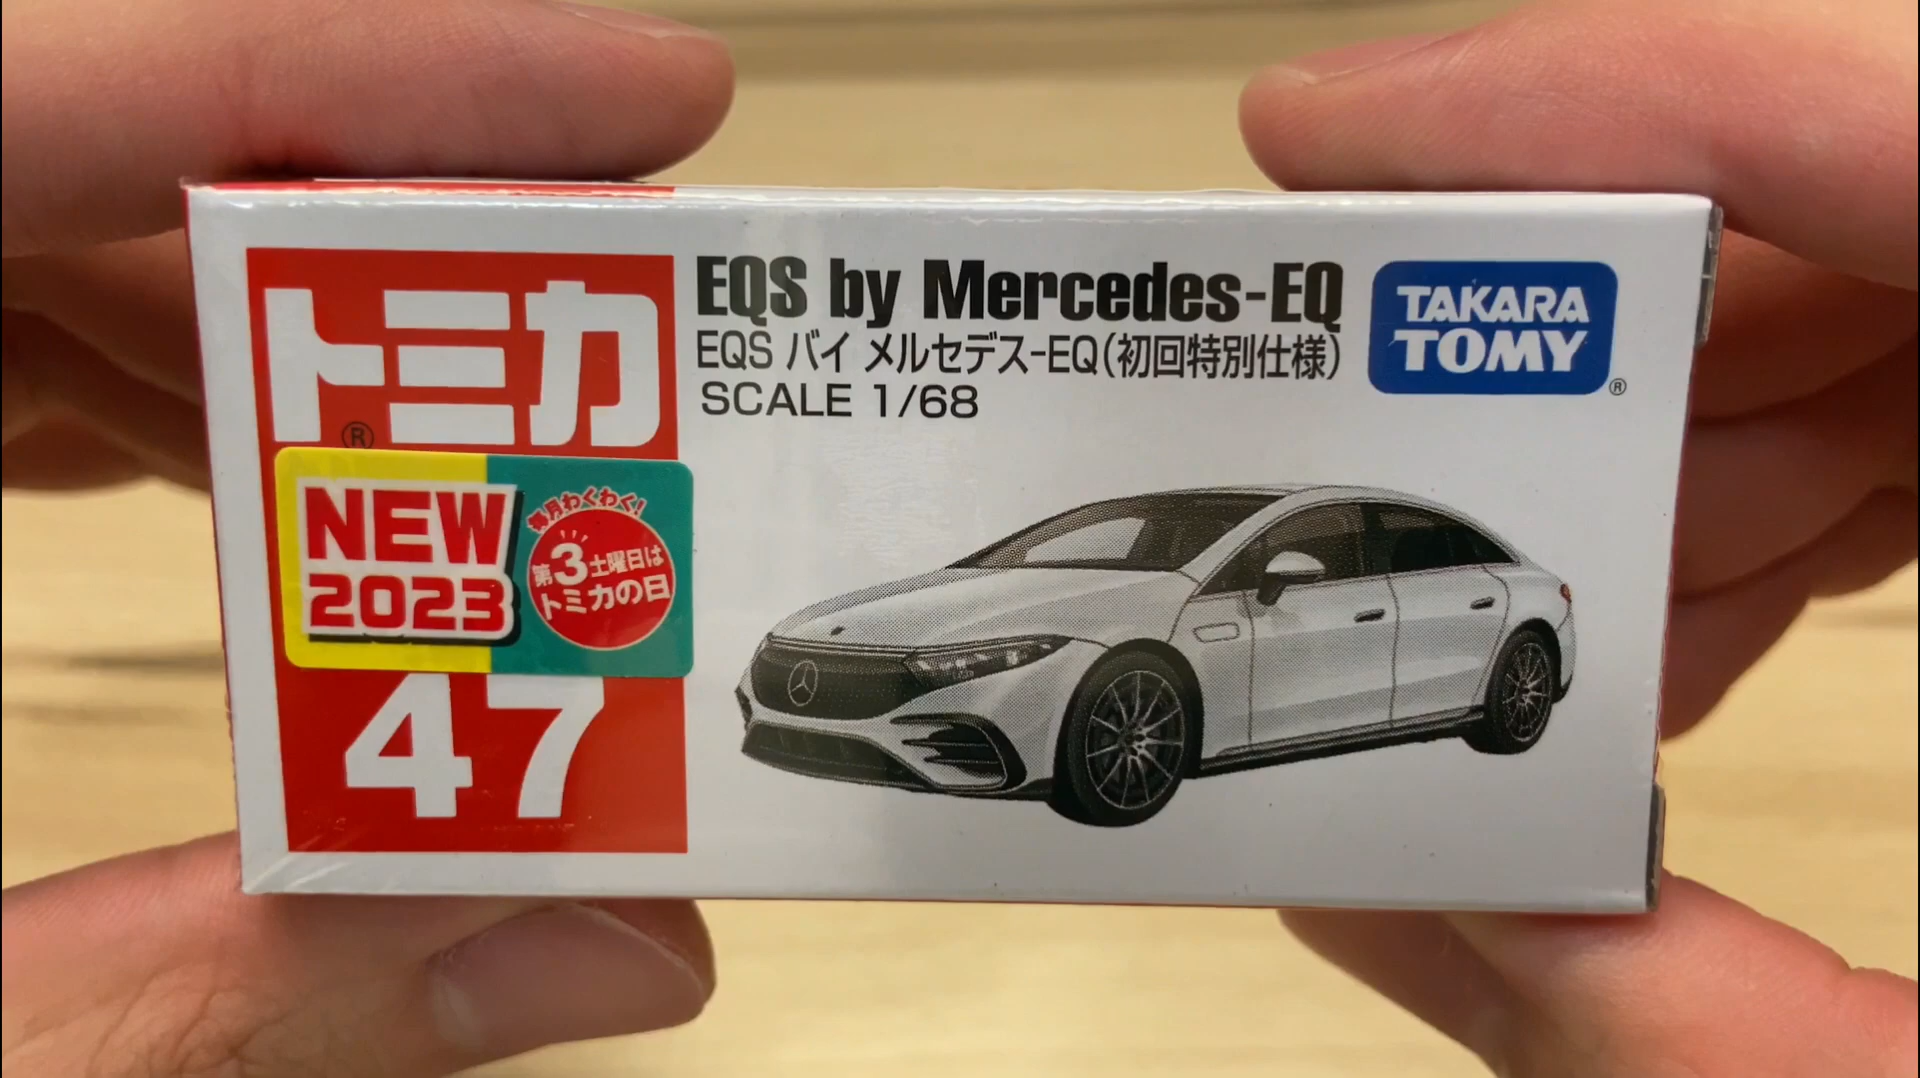 トミカ
®
EQS by Mercedes-EQ
EQS バイ メルセデス-EQ(初回特別仕様)
SCALE 1/68
TAKARA
TOMY
®
NEW
2023
毎月わくわく!
第3土曜日は
トミカの日
47